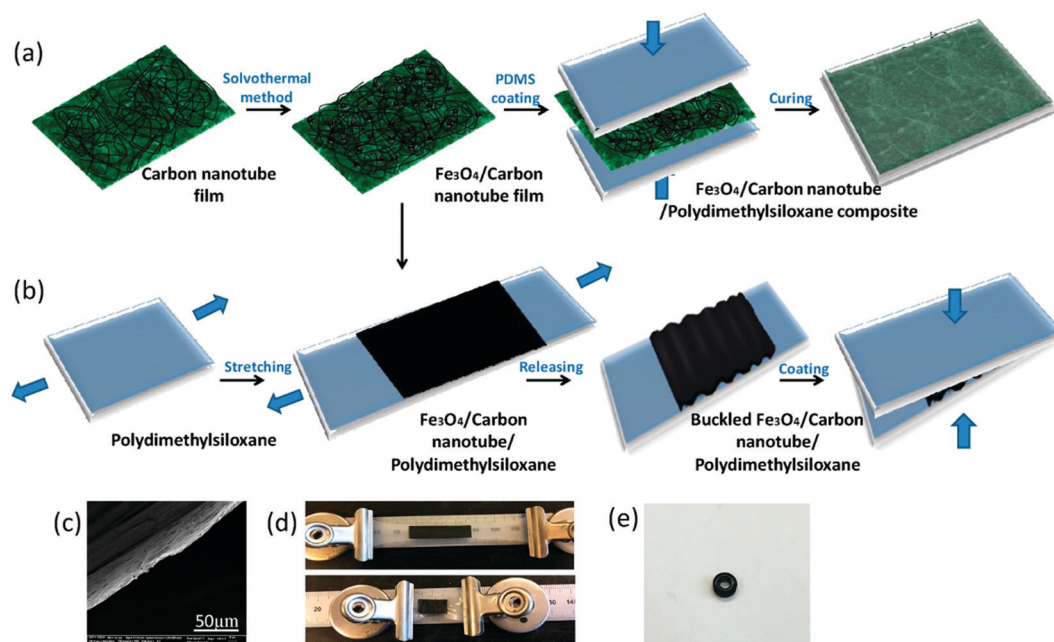 (a)
Solvothermal
method
PDMS
coating
Curing
Carbon nanotube
film
Fe₃O₄/Carbon
nanotube film
Fe₃O₄/Carbon nanotube
/Polydimethylsiloxane composite
(b)
Stretching
Releasing
Coating
Polydimethylsiloxane
Fe₃O₄/Carbon
nanotube/
Polydimethylsiloxane
Buckled Fe₃O₄/Carbon
nanotube/
Polydimethylsiloxane
(c)
50μm
(d)
20
(e)